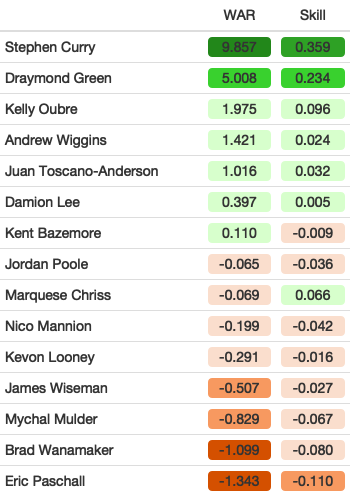 WAR Skill
Stephen Curry 9.857 0.359
Draymond Green 5.008 0.234
Kelly Oubre 1.975 0.096
Andrew Wiggins 1.421 0.024
Juan Toscano-Anderson 1.016 0.032
Damion Lee 0.397 0.005
Kent Bazemore 0.110 -0.009
Jordan Poole -0.065 -0.036
Marquese Chriss -0.069 0.066
Nico Mannion -0.199 -0.042
Kevon Looney -0.291 -0.016
James Wiseman -0.507 -0.027
Mychal Mulder -0.829 -0.067
Brad Wanamaker -1.099 -0.080
Eric Paschall -1.343 -0.110